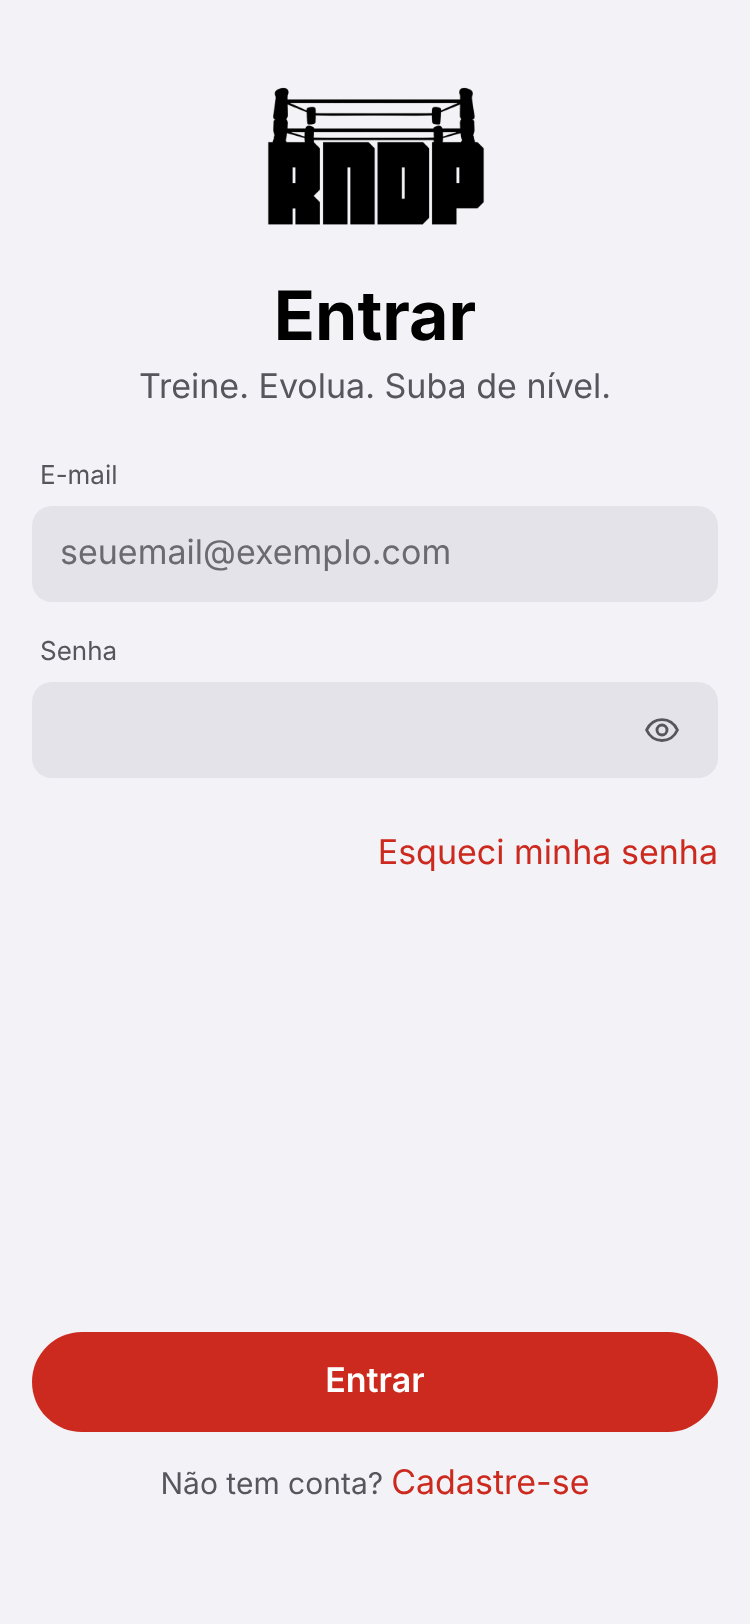 RNDP
Entrar
Treine. Evolua. Suba de nível.
E-mail
seuemail@exemplo.com
Senha
Esqueci minha senha
Entrar
Não tem conta? Cadastre-se